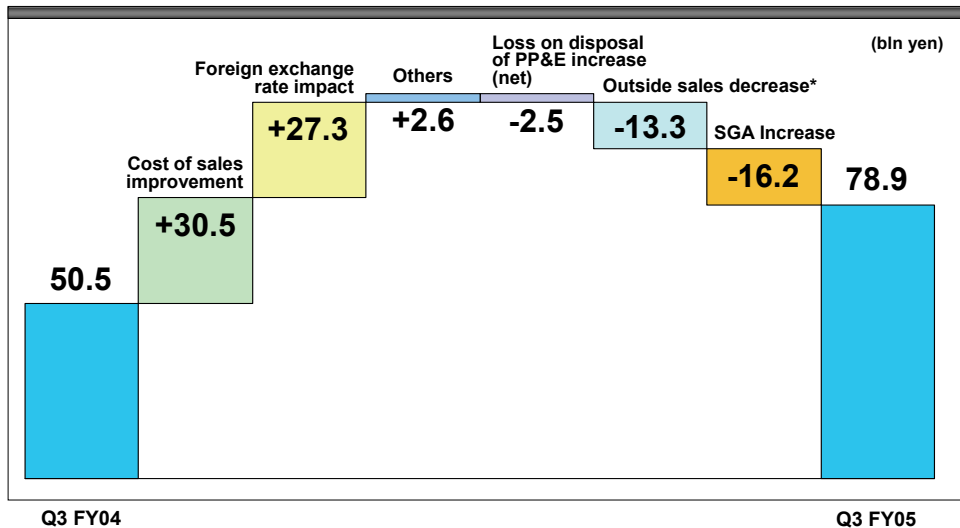 (bln yen)
Loss on disposal
of PP&E increase
(net)
Foreign exchange
rate impact
Others
Outside sales decrease*
+27.3
+2.6
-2.5
-13.3
SGA Increase
Cost of sales
improvement
-16.2
78.9
+30.5
50.5
Q3 FY04
Q3 FY05